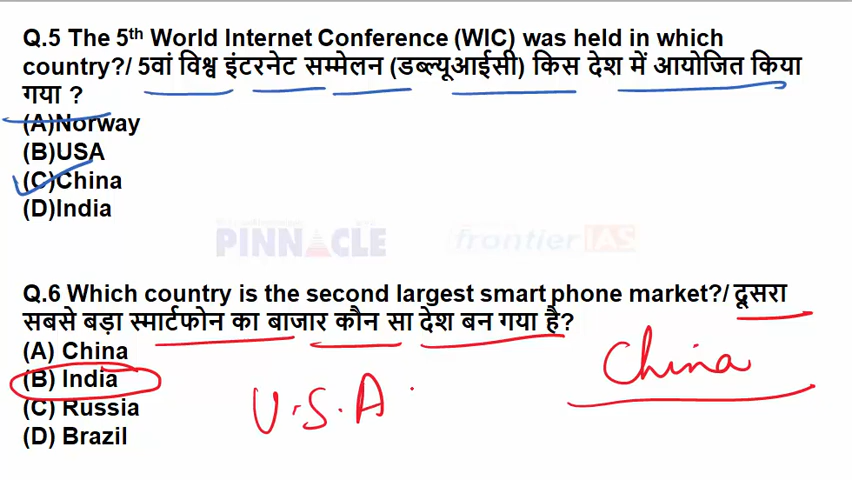 Q.5 The 5th World Internet Conference (WIC) was held in which
country?/ 5वां विश्व इंटरनेट सम्मेलन (डब्ल्यूआईसी) किस देश में आयोजित किया
गया ?
(A)Norway
(B)USA
(C)China
(D)India
PINNACLE frontier IAS
Q.6 Which country is the second largest smart phone market?/ दूसरा
सबसे बड़ा स्मार्टफोन का बाजार कौन सा देश बन गया है?
(A) China
(B) India
(C) Russia
(D) Brazil
U.S.A
China